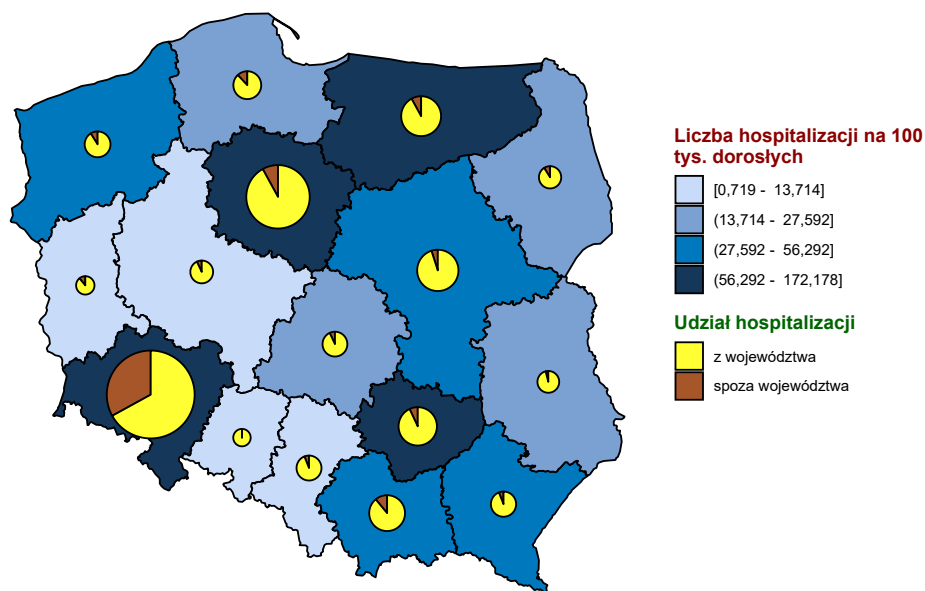 Liczba hospitalizacji na 100
tys. dorosłych
[0,719 - 13,714]
(13,714 - 27,592]
(27,592 - 56,292]
(56,292 - 172,178]
Udział hospitalizacji
z województwa
spoza województwa